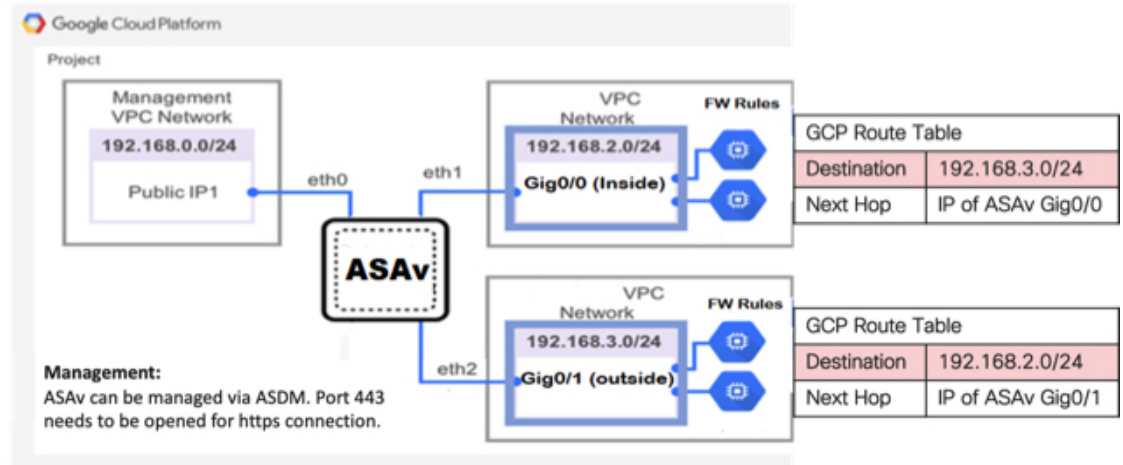 Google Cloud Platform
Project
Management
VPC Network
192.168.0.0/24
Public IP1
eth0
eth1
ASAv
eth2
VPC
Network
FW Rules
192.168.2.0/24
Gig0/0 (Inside)
GCP Route Table
Destination 192.168.3.0/24
Next Hop IP of ASAv Gig0/0
VPC
Network
FW Rules
192.168.3.0/24
Gig0/1 (outside)
GCP Route Table
Destination 192.168.2.0/24
Next Hop IP of ASAv Gig0/1
Management:
ASAv can be managed via ASDM. Port 443
needs to be opened for https connection.